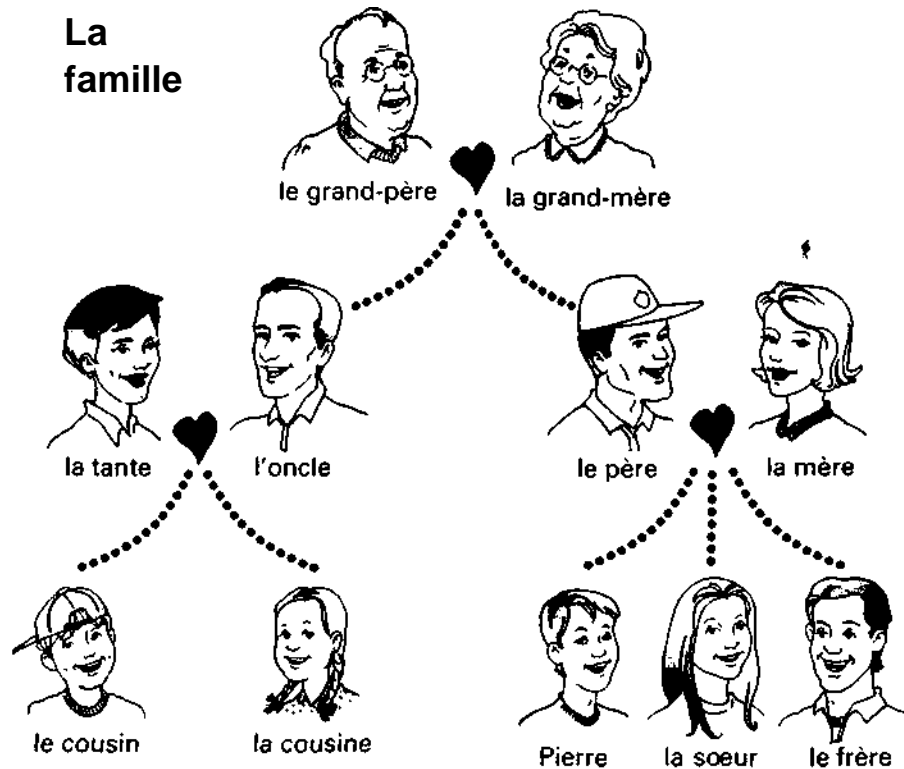 La
famille
le grand-père
la grand-mère
la tante
l'oncle
le père
la mère
le cousin
la cousine
Pierre
la sœur
le frère